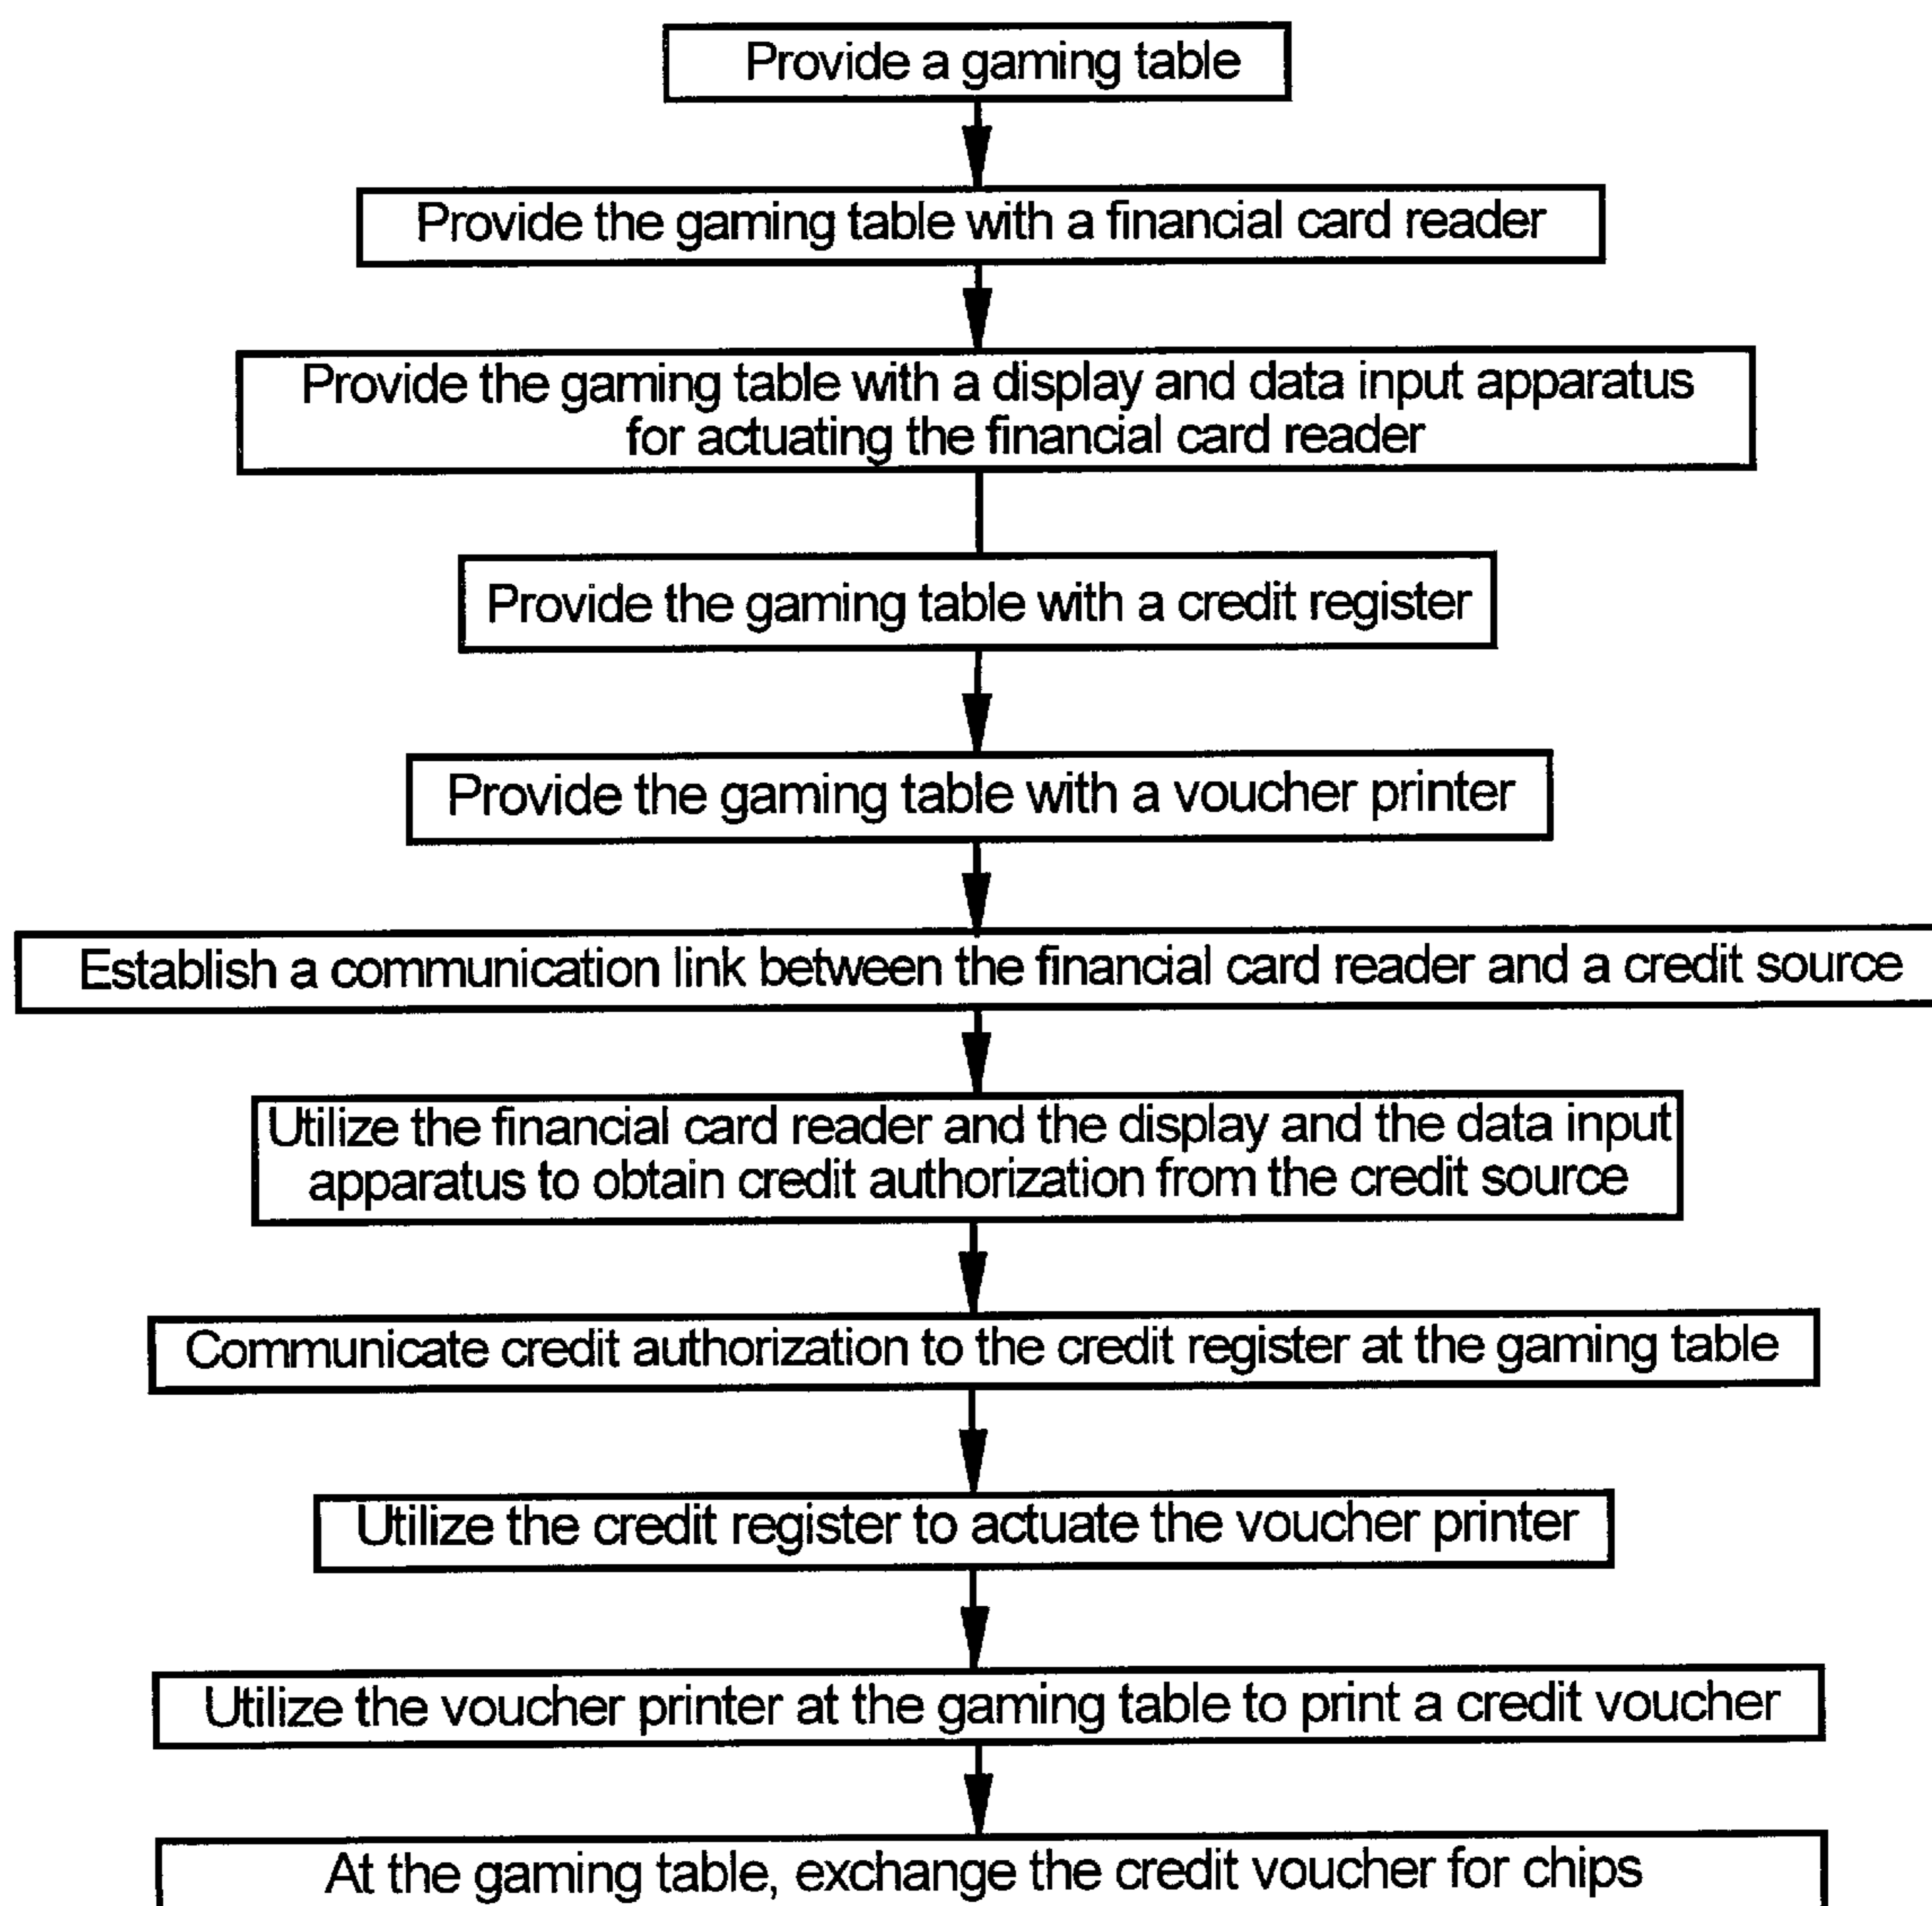 Provide a gaming table
Provide the gaming table with a financial card reader
Provide the gaming table with a display and data input apparatus
for actuating the financial card reader
Provide the gaming table with a credit register
Provide the gaming table with a voucher printer
Establish a communication link between the financial card reader and a credit source
Utilize the financial card reader and the display and the data input
apparatus to obtain credit authorization from the credit source
Communicate credit authorization to the credit register at the gaming table
Utilize the credit register to actuate the voucher printer
Utilize the voucher printer at the gaming table to print a credit voucher
At the gaming table, exchange the credit voucher for chips